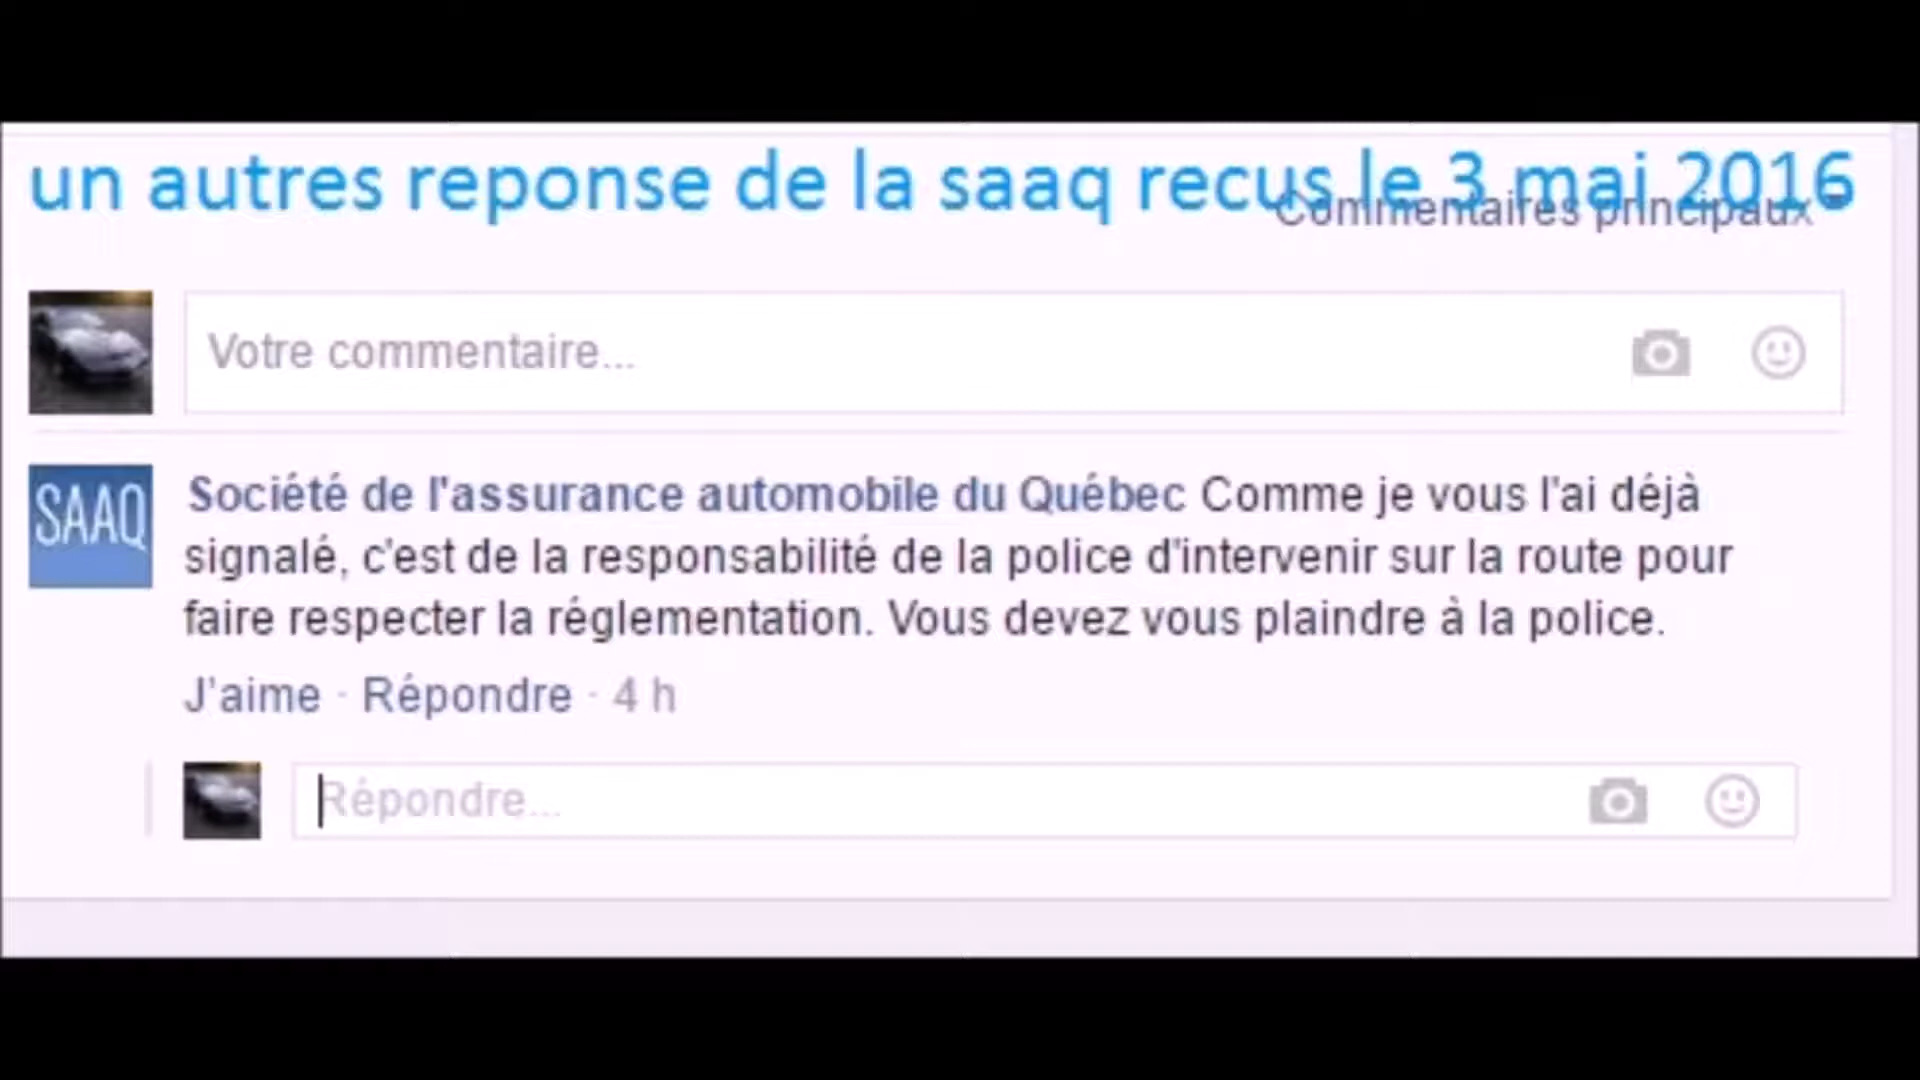 un autres reponse de la saaq recus le 3 mai 2016
Commentaires principaux
Votre commentaire...
SAAQ
Société de l'assurance automobile du Québec Comme je vous l'ai déjà
signalé, c'est de la responsabilité de la police d'intervenir sur la route pour
faire respecter la réglementation. Vous devez vous plaindre à la police.
J'aime · Répondre · 4 h
Répondre...